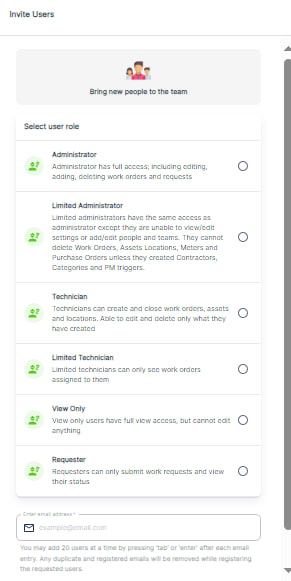 Invite Users
Bring new people to the team
Select user role
Administrator
Administrator has full access; including editing,
adding, deleting work orders and requests
Limited Administrator
Limited administrators have the same access as
administrator except they are unable to view/edit
settings or add/edit people and teams. They cannot
delete Work Orders, Assets Locations, Meters and
Purchase Orders unless they created Contractors,
Categories and PM triggers.
Technician
Technicians can create and close work orders, assets
and locations. Able to edit and delete only what they
have created
Limited Technician
Limited technicians can only see work orders
assigned to them
View Only
View only users have full view access, but cannot edit
anything
Requester
Requesters can only submit work requests and view
their status
Enter email address*
example@email.com
You may add 20 users at a time by pressing 'tab' or 'enter' after each email
entry. Any duplicate and registered emails will be removed while registering
the requested users.